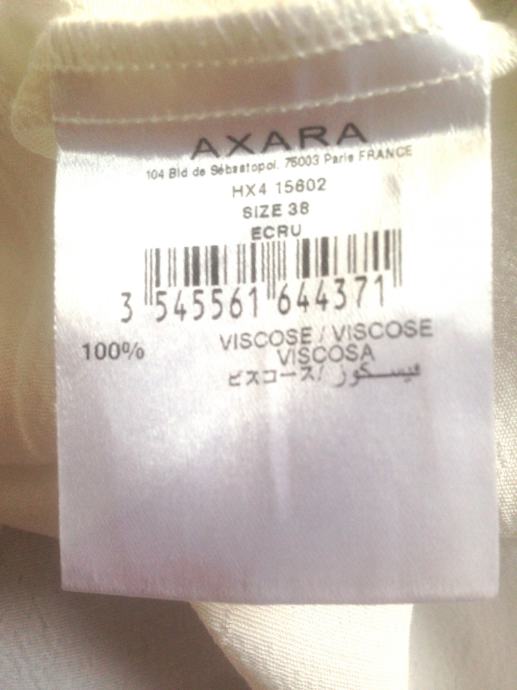 AXARA
104 Bld de Sébastopol. 75003 Paris FRANCE
HX4 15602
SIZE 38
ECRU
3 545561 644371
100% VISCOSE / VISCOSE
VISCOSA
ビスコース / فيسكوز